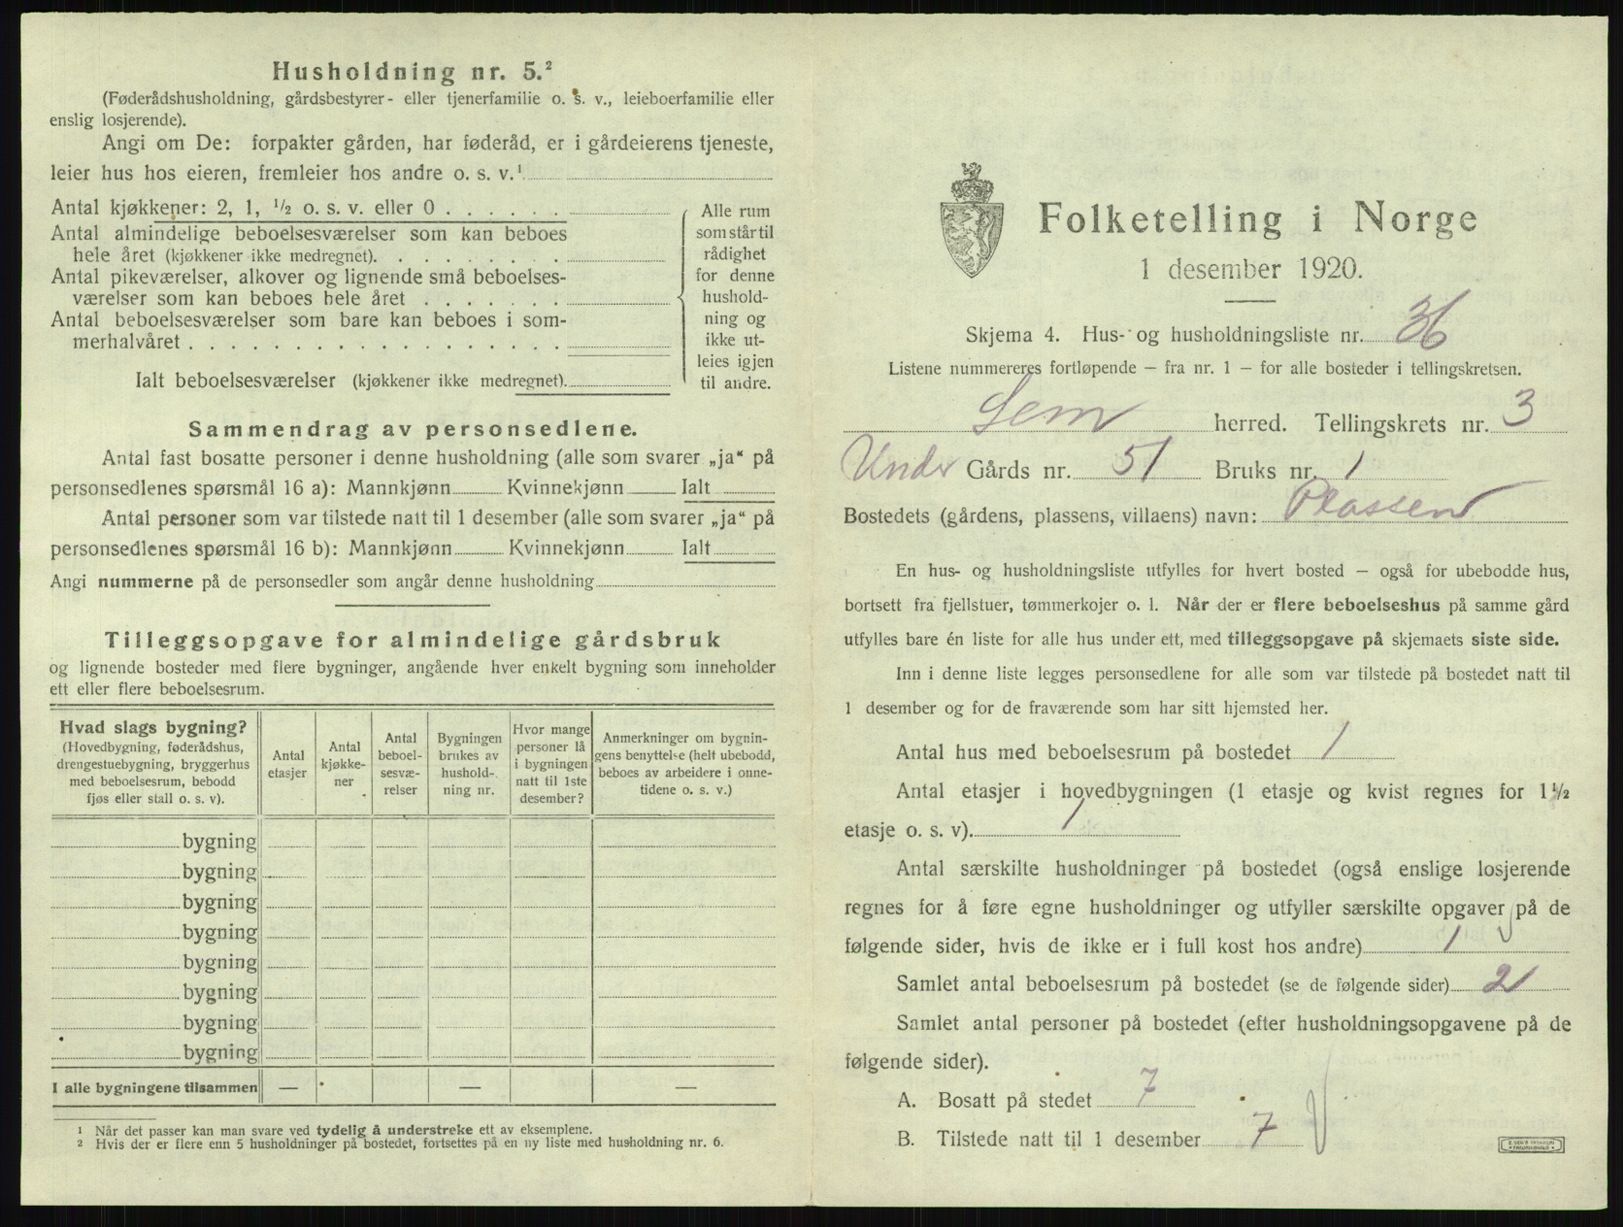 Husholdning nr. 5.²
(Føderådshusholdning, gårdsbestyrer- eller tjenerfamilie o. s. v., leieboerfamilie eller
enslig losjerende).
Angi om De: forpakter gården, har føderåd, er i gårdeierens tjeneste,
leier hus hos eieren, fremleier hos andre o. s. v.¹
Antal kjøkkener: 2, 1, ½ o. s. v. eller 0 . . . . . .
Antal almindelige beboelsesværelser som kan beboes
hele året (kjøkkener ikke medregnet). . . . . . . . .
Antal pikeværelser, alkover og lignende små beboelses-
værelser som kan beboes hele året . . . . . . .
Antal beboelsesværelser som bare kan beboes i som-
merhalvåret . . . . . . . . . . . . . . . . . .
Ialt beboelsesværelser (kjøkkener ikke medregnet).
Alle rum
som står til
rådighet
for denne
hushold-
ning og
ikke ut-
leies igjen
til andre.
Sammendrag av personsedlene.
Antal fast bosatte personer i denne husholdning (alle som svarer „ja“ på
personsedlenes spørsmål 16 a): Mannkjønn Kvinnekjønn Ialt
Antal personer som var tilstede natt til 1 desember (alle som svarer „ja“ på
personsedlenes spørsmål 16 b): Mannkjønn Kvinnekjønn Ialt
Angi nummerne på de personsedler som angår denne husholdning
Tilleggsopgave for almindelige gårdsbruk
og lignende bosteder med flere bygninger, angående hver enkelt bygning som inneholder
ett eller flere beboelsesrum.
Hvad slags bygning?
(Hovedbygning, føderådshus,
drengestuebygning, bryggerhus
med beboelsesrum, bebodd
fjøs eller stall o. s. v).
Antal
etasjer
Antal
kjøkke-
ner
Antal
beboel-
sesvæ-
relser
Bygningen
brukes av
hushold-
ning nr.
Hvor mange
personer lå
i bygningen
natt til 1ste
desember?
Anmerkninger om bygnin-
gens benyttelse (helt ubebodd,
beboes av arbeidere i onne-
tidene o. s. v.)
bygning
bygning
bygning
bygning
bygning
bygning
bygning
bygning
I alle bygningene tilsammen — — —
¹ Når det passer kan man svare ved tydelig å understreke ett av eksemplene.
² Hvis der er flere enn 5 husholdninger på bostedet, fortsettes på en ny liste med husholdning nr. 6.
Folketelling i Norge
1 desember 1920.
Skjema 4. Hus- og husholdningsliste nr. 36
Listene nummereres fortløpende — fra nr. 1 — for alle bosteder i tellingskretsen.
Sem herred. Tellingskrets nr. 3
Under Gårds nr. 51 Bruks nr. 1
Bostedets (gårdens, plassens, villaens) navn: Plassen
En hus- og husholdningsliste utfylles for hvert bosted — også for ubebodde hus,
bortsett fra fjellstuer, tømmerkojer o. l. Når der er flere beboelseshus på samme gård
utfylles bare én liste for alle hus under ett, med tilleggsopgave på skjemaets siste side.
Inn i denne liste legges personsedlene for alle som var tilstede på bostedet natt til
1 desember og for de fraværende som har sitt hjemsted her.
Antal hus med beboelsesrum på bostedet 1
Antal etasjer i hovedbygningen (1 etasje og kvist regnes for 1½
etasje o. s. v). 1
Antal særskilte husholdninger på bostedet (også enslige losjerende
regnes for å føre egne husholdninger og utfyller særskilte opgaver på de
følgende sider, hvis de ikke er i full kost hos andre) 1
Samlet antal beboelsesrum på bostedet (se de følgende sider) 2
Samlet antal personer på bostedet (efter husholdningsopgavene på de
følgende sider).
A. Bosatt på stedet 7
B. Tilstede natt til 1 desember 7